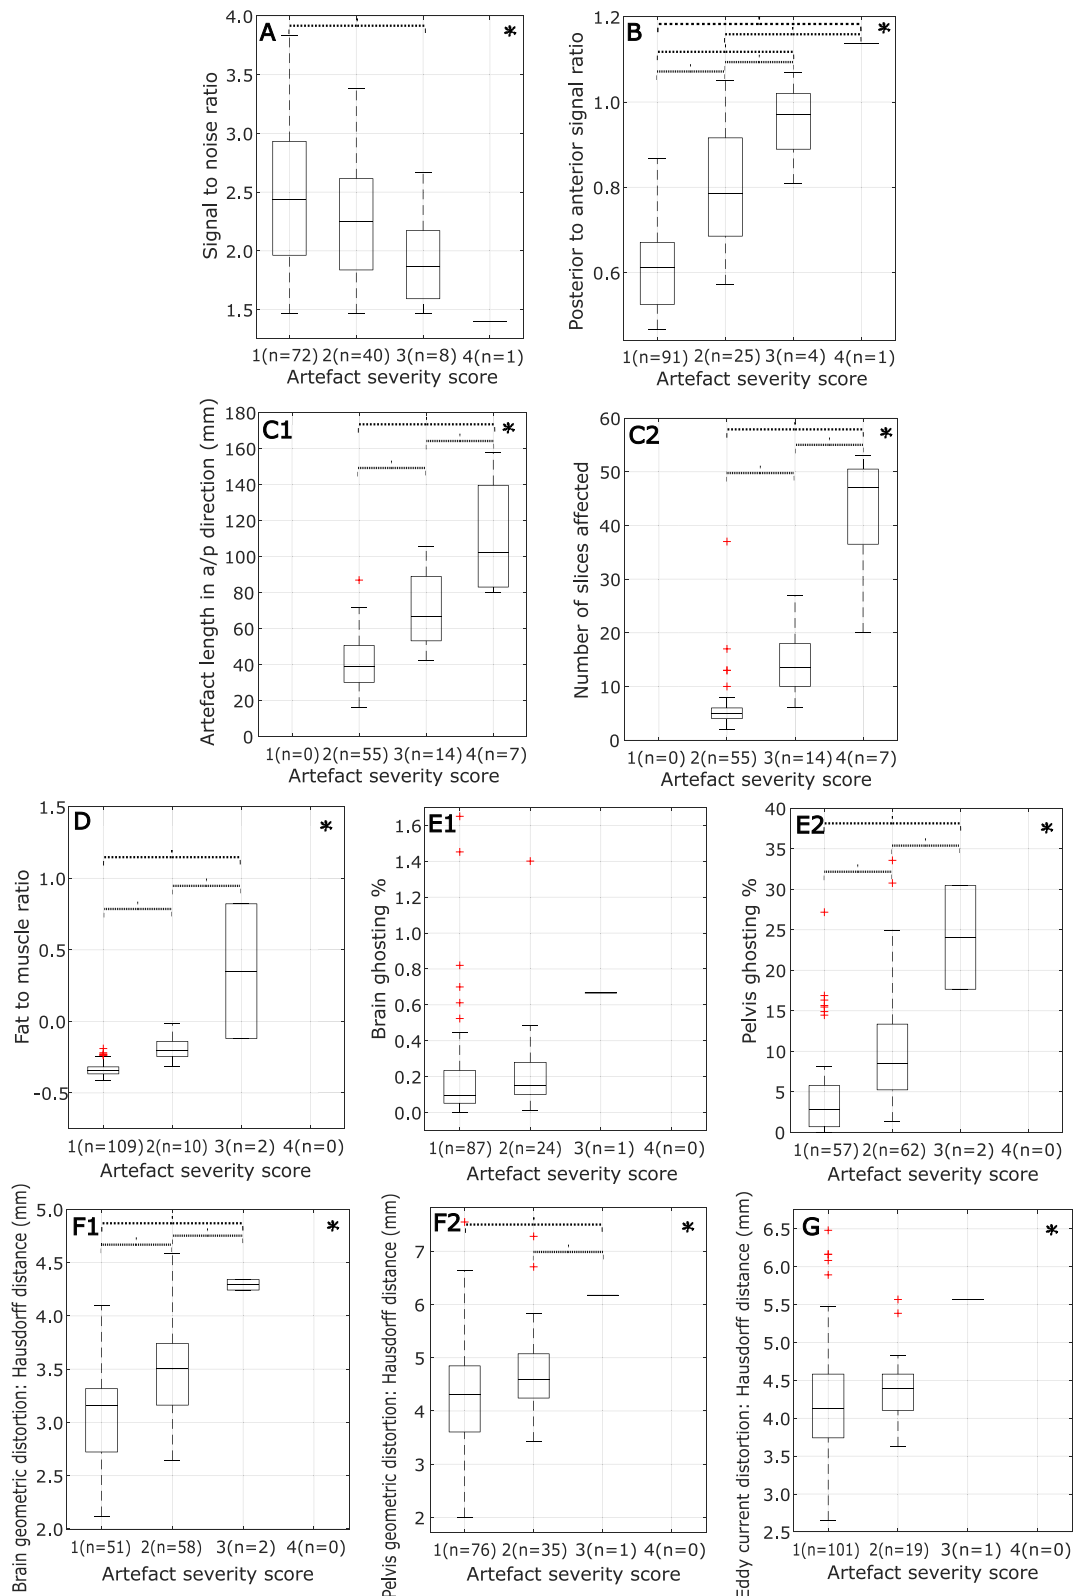 A
*
4.0
3.5
3.0
2.5
2.0
1.5
Signal to noise ratio
1(n=72) 2(n=40) 3(n=8) 4(n=1)
Artefact severity score
B
*
1.2
1.0
0.8
0.6
Posterior to anterior signal ratio
1(n=91) 2(n=25) 3(n=4) 4(n=1)
Artefact severity score
C1
*
180
160
140
120
100
80
60
40
20
0
Artefact length in a/p direction (mm)
1(n=0) 2(n=55) 3(n=14) 4(n=7)
Artefact severity score
C2
*
60
50
40
30
20
10
0
Number of slices affected
1(n=0) 2(n=55) 3(n=14) 4(n=7)
Artefact severity score
D
*
1.5
1.0
0.5
0.0
-0.5
Fat to muscle ratio
1(n=109) 2(n=10) 3(n=2) 4(n=0)
Artefact severity score
E1
1.6
1.4
1.2
1.0
0.8
0.6
0.4
0.2
0.0
Brain ghosting %
1(n=87) 2(n=24) 3(n=1) 4(n=0)
Artefact severity score
E2
*
40
35
30
25
20
15
10
5
0
Pelvis ghosting %
1(n=57) 2(n=62) 3(n=2) 4(n=0)
Artefact severity score
F1
*
5.0
4.5
4.0
3.5
3.0
2.5
2.0
Brain geometric distortion: Hausdorff distance (mm)
1(n=51) 2(n=58) 3(n=2) 4(n=0)
Artefact severity score
F2
*
7
6
5
4
3
2
Pelvis geometric distortion: Hausdorff distance (mm)
1(n=76) 2(n=35) 3(n=1) 4(n=0)
Artefact severity score
G
*
6.5
6.0
5.5
5.0
4.5
4.0
3.5
3.0
2.5
Eddy current distortion: Hausdorff distance (mm)
1(n=101) 2(n=19) 3(n=1) 4(n=0)
Artefact severity score